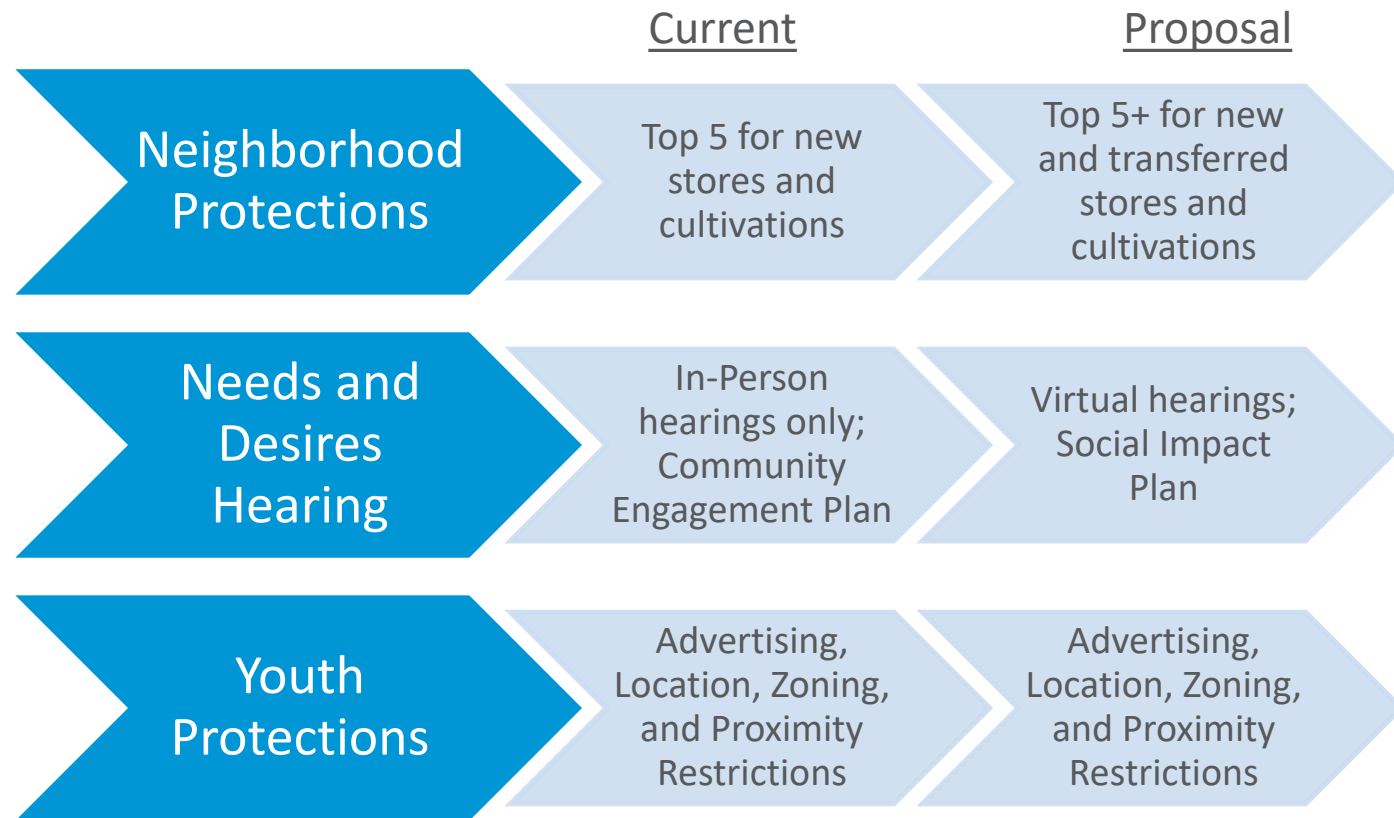 Current
Proposal
Neighborhood
Protections
Top 5 for new
stores and
cultivations
Top 5+ for new
and transferred
stores and
cultivations
Needs and
Desires
Hearing
In-Person
hearings only;
Community
Engagement Plan
Virtual hearings;
Social Impact
Plan
Youth
Protections
Advertising,
Location, Zoning,
and Proximity
Restrictions
Advertising,
Location, Zoning,
and Proximity
Restrictions